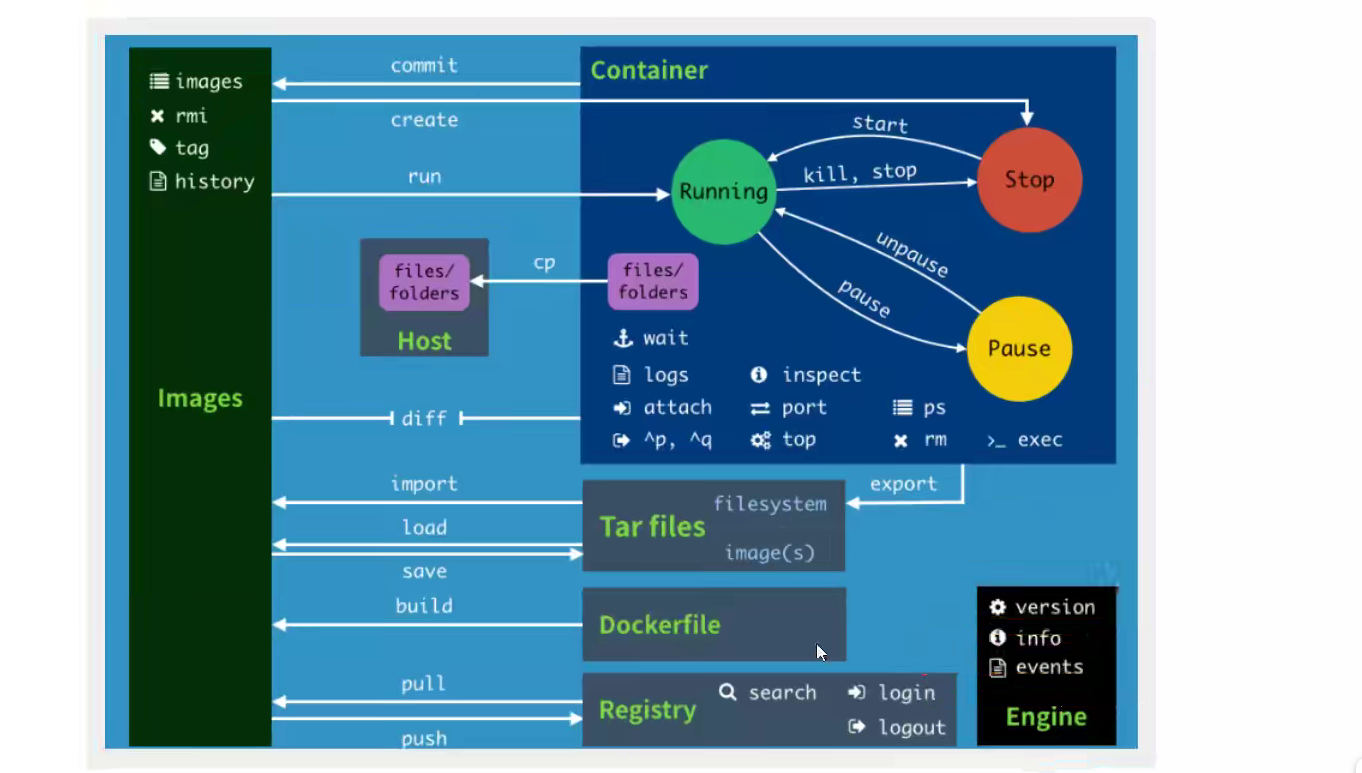 images
rmi
tag
history
Images
commit
create
run
Container
start
kill, stop
Running
Stop
unpause
pause
Pause
files/
folders
Host
cp
files/
folders
wait
logs
inspect
attach
port
ps
^p, ^q
top
rm
>_ exec
diff
import
load
save
export
Tar files
filesystem
image(s)
build
Dockerfile
pull
push
Registry
search
login
logout
version
info
events
Engine